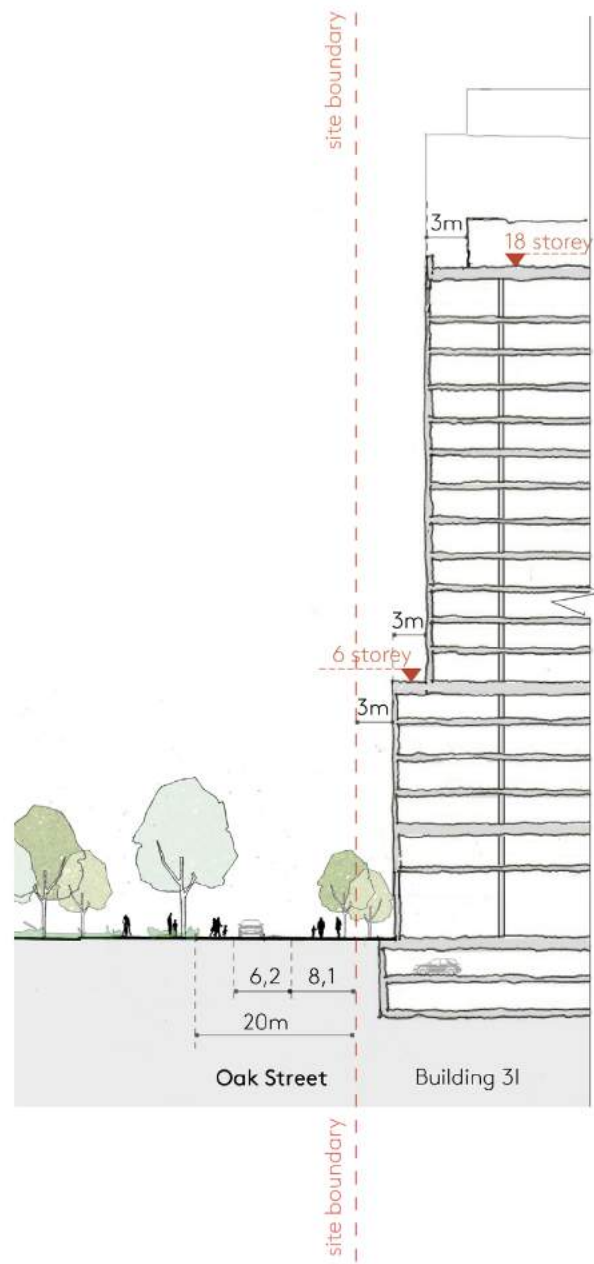 site boundary
3m
18 storey
3m
6 storey
3m
6,2
8,1
20m
Oak Street
Building 3I
site boundary